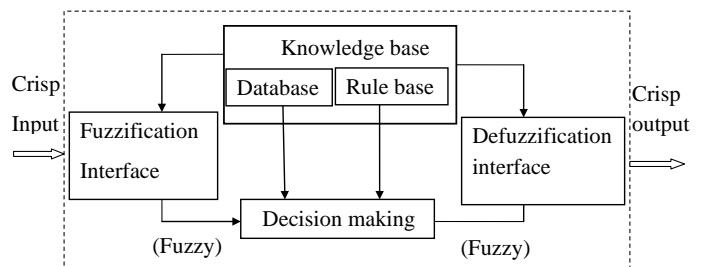 Knowledge base
Database
Rule base
Crisp
Input
Fuzzification
Interface
Defuzzification
interface
Crisp
output
Decision making
(Fuzzy)
(Fuzzy)